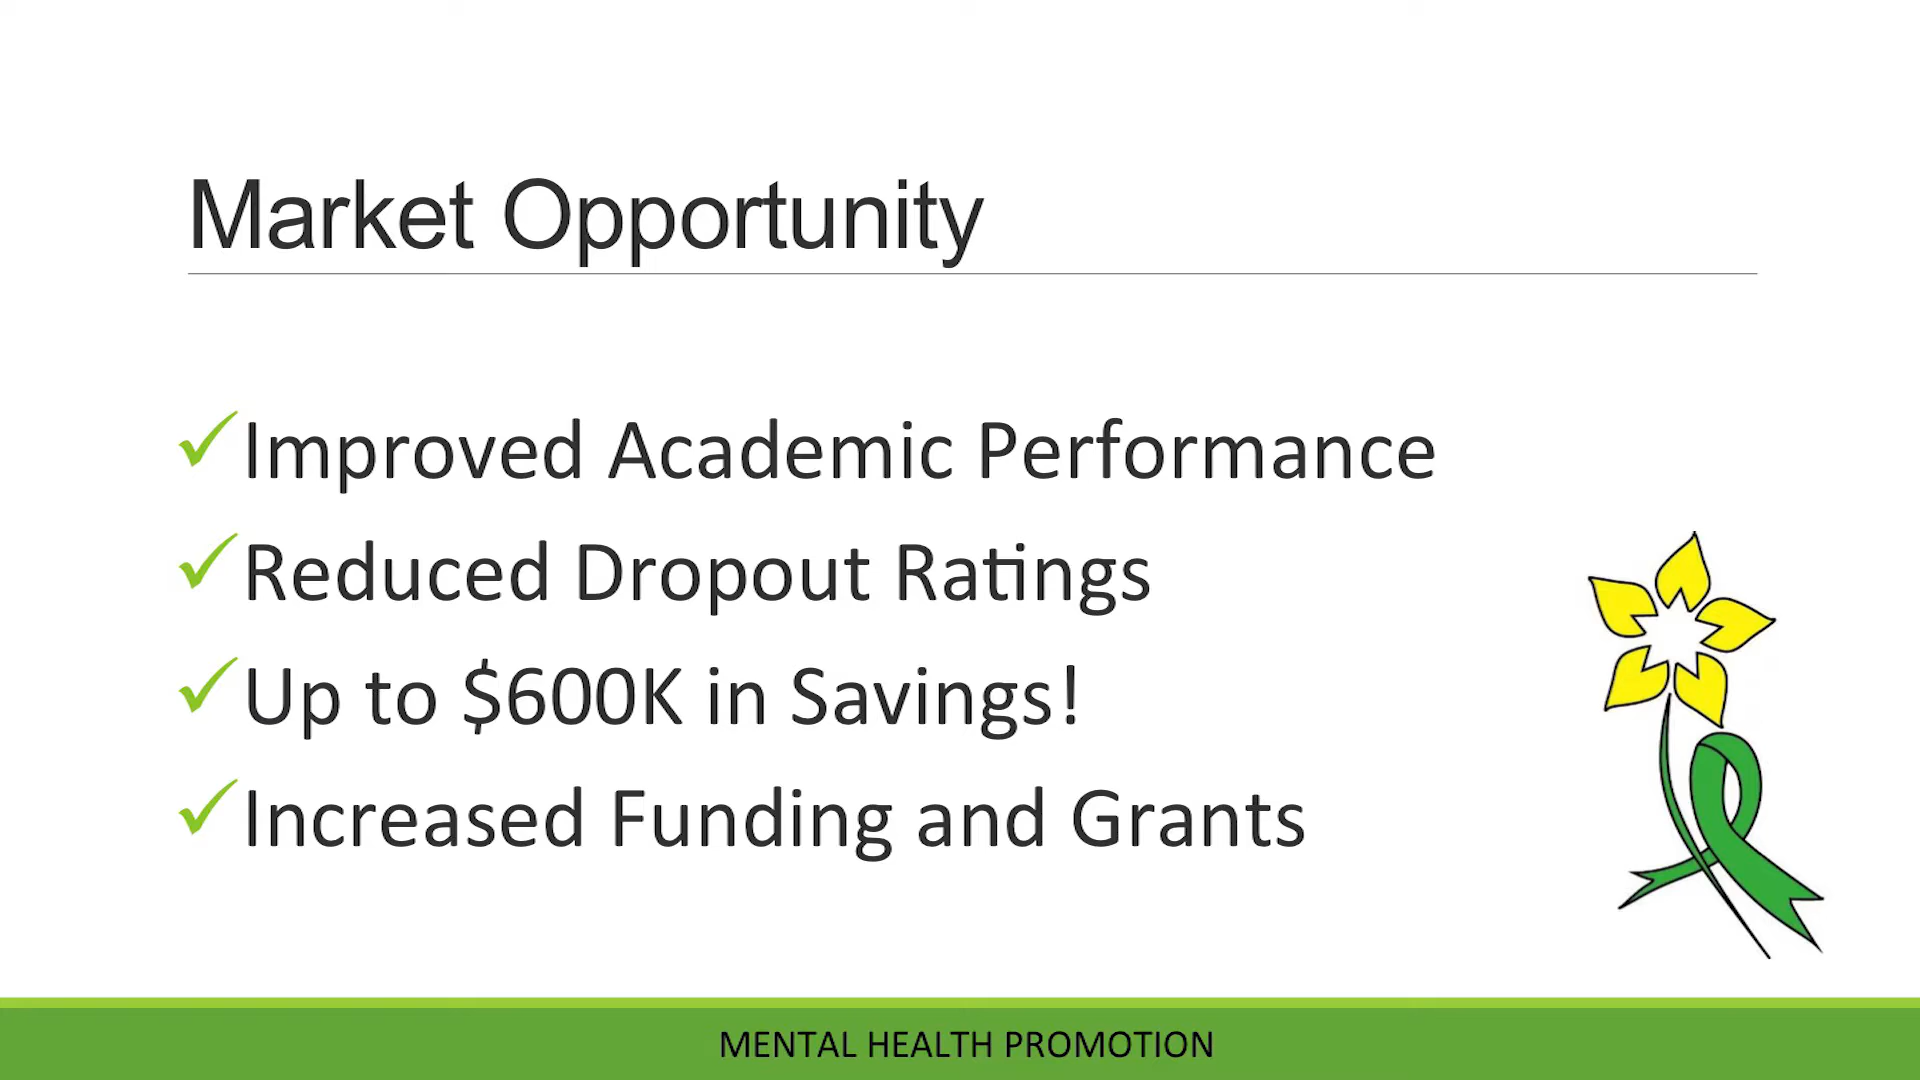 Market Opportunity
Improved Academic Performance
Reduced Dropout Ratings
Up to $600K in Savings!
Increased Funding and Grants
MENTAL HEALTH PROMOTION